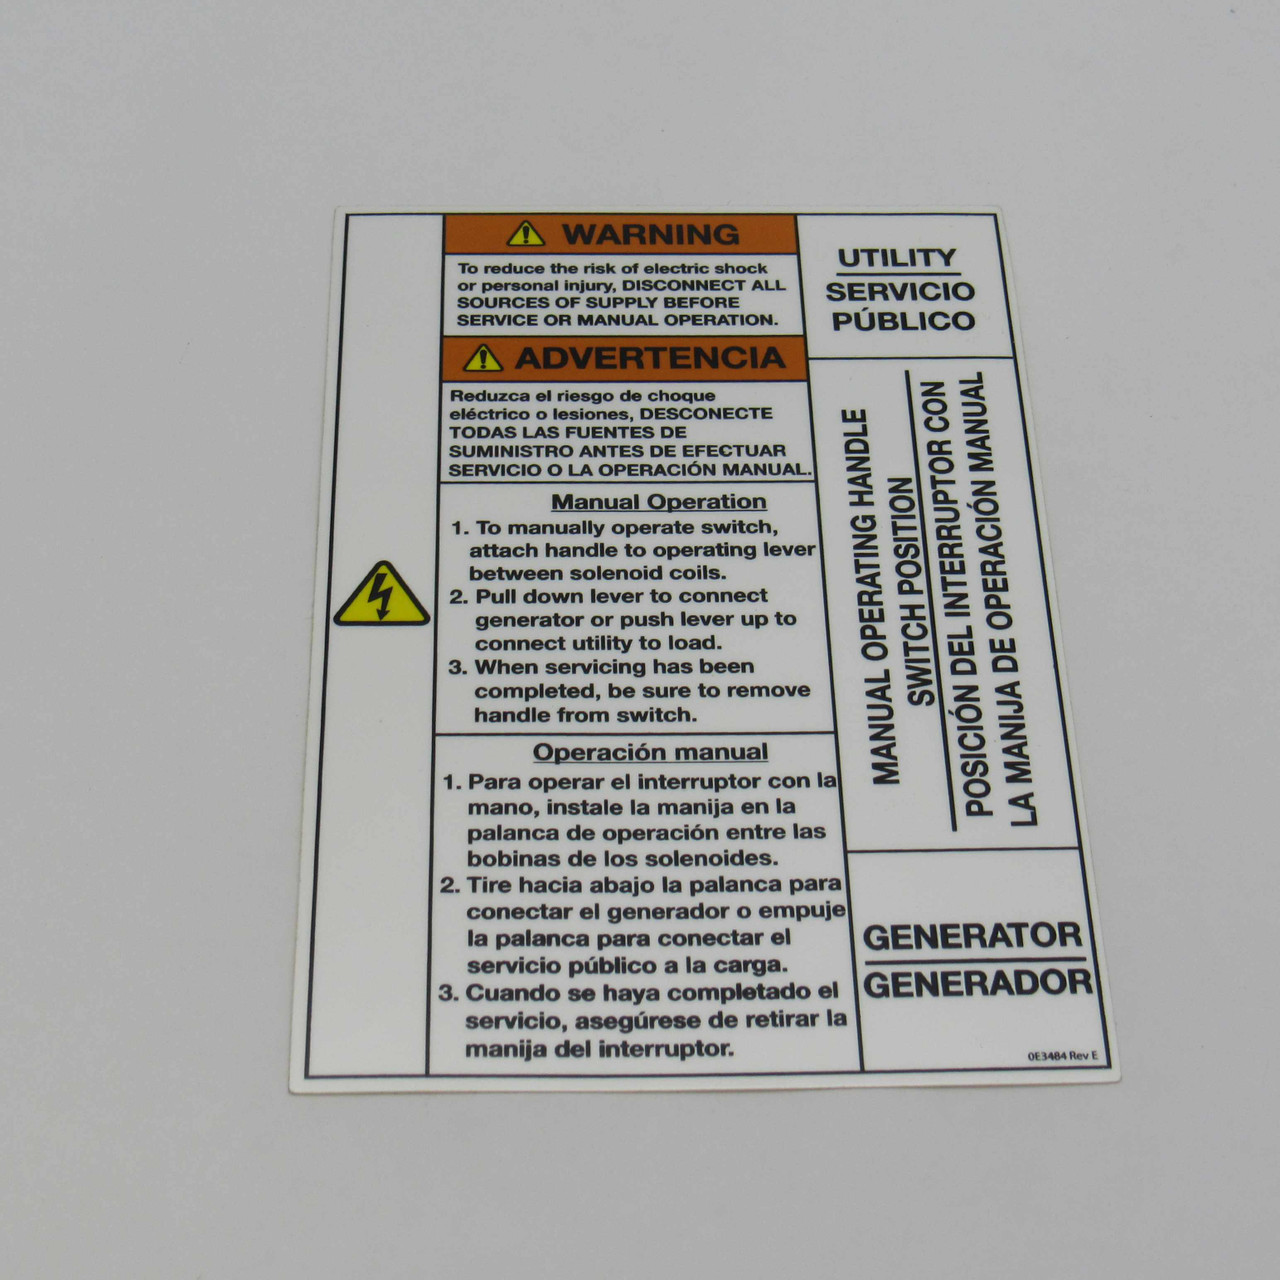 WARNING
To reduce the risk of electric shock
or personal injury, DISCONNECT ALL
SOURCES OF SUPPLY BEFORE
SERVICE OR MANUAL OPERATION.
ADVERTENCIA
Reduzca el riesgo de choque
eléctrico o lesiones, DESCONECTE
TODAS LAS FUENTES DE
SUMINISTRO ANTES DE EFECTUAR
SERVICIO O LA OPERACIÓN MANUAL.
Manual Operation
1. To manually operate switch,
attach handle to operating lever
between solenoid coils.
2. Pull down lever to connect
generator or push lever up to
connect utility to load.
3. When servicing has been
completed, be sure to remove
handle from switch.
Operación manual
1. Para operar el interruptor con la
mano, instale la manija en la
palanca de operación entre las
bobinas de los solenoides.
2. Tire hacia abajo la palanca para
conectar el generador o empuje
la palanca para conectar el
servicio público a la carga.
3. Cuando se haya completado el
servicio, asegúrese de retirar la
manija del interruptor.
UTILITY
SERVICIO
PÚBLICO
MANUAL OPERATING HANDLE
SWITCH POSITION
POSICIÓN DEL INTERRUPTOR CON
LA MANIJA DE OPERACIÓN MANUAL
GENERATOR
GENERADOR
0E3484 Rev E